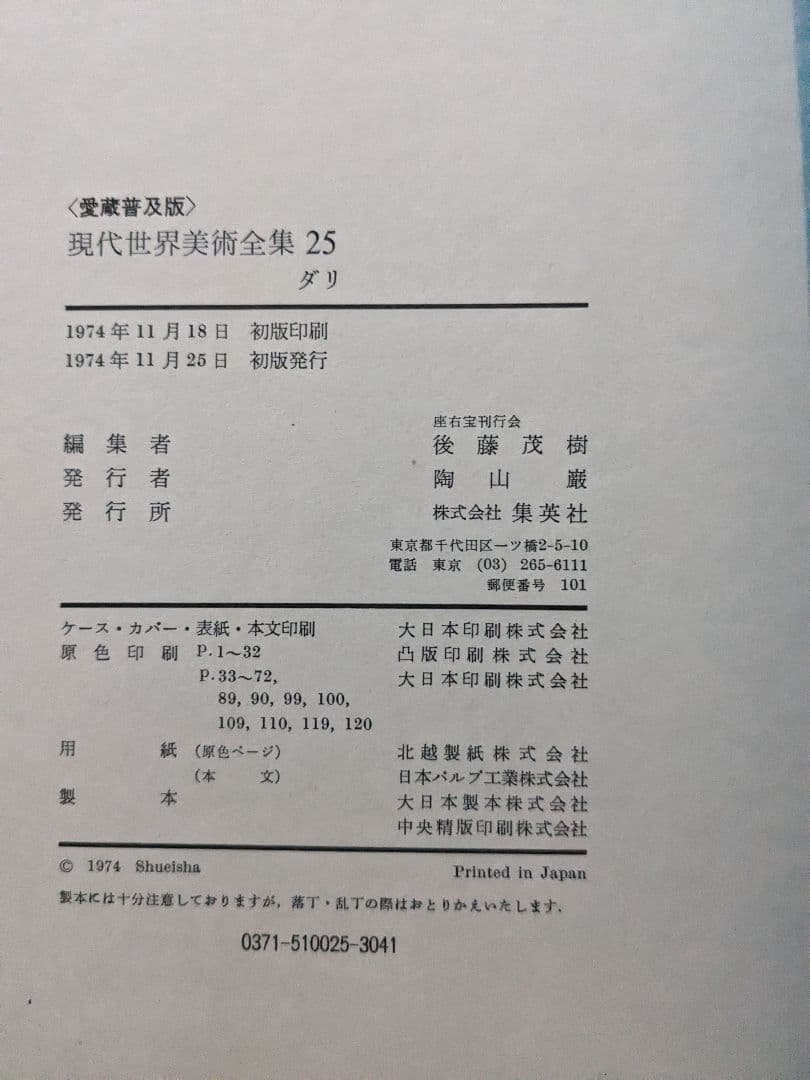 〈愛蔵普及版〉
現代世界美術全集 25
ダリ
1974年11月18日 初版印刷
1974年11月25日 初版発行
座右宝刊行会
編集者 後藤茂樹
発行者 陶山巌
発行所 株式会社 集英社
東京都千代田区一ツ橋2-5-10
電話 東京 (03) 265-6111
郵便番号 101
ケース・カバー・表紙・本文印刷 大日本印刷株式会社
原色印刷 P.1〜32 凸版印刷株式会社
P.33〜72, 大日本印刷株式会社
89, 90, 99, 100,
109, 110, 119, 120
用紙 (原色ページ) 北越製紙株式会社
(本文) 日本パルプ工業株式会社
製本 大日本製本株式会社
中央精版印刷株式会社
© 1974 Shueisha Printed in Japan
製本には十分注意しておりますが，落丁・乱丁の際はおとりかえいたします．
0371-510025-3041